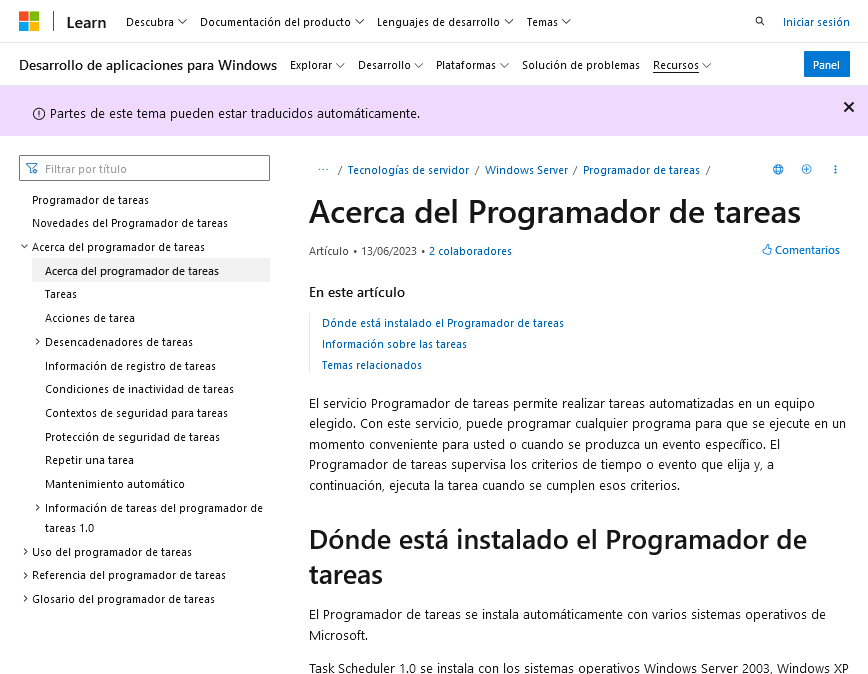 Learn Descubra Documentación del producto Lenguajes de desarrollo Temas Iniciar sesión
Desarrollo de aplicaciones para Windows Explorar Desarrollo Plataformas Solución de problemas Recursos Panel
Partes de este tema pueden estar traducidos automáticamente.
Filtrar por título
Programador de tareas
Novedades del Programador de tareas
Acerca del programador de tareas
Acerca del programador de tareas
Tareas
Acciones de tarea
Desencadenadores de tareas
Información de registro de tareas
Condiciones de inactividad de tareas
Contextos de seguridad para tareas
Protección de seguridad de tareas
Repetir una tarea
Mantenimiento automático
Información de tareas del programador de
tareas 1.0
Uso del programador de tareas
Referencia del programador de tareas
Glosario del programador de tareas
··· / Tecnologías de servidor / Windows Server / Programador de tareas /
Acerca del Programador de tareas
Artículo • 13/06/2023 • 2 colaboradores
Comentarios
En este artículo
Dónde está instalado el Programador de tareas
Información sobre las tareas
Temas relacionados
El servicio Programador de tareas permite realizar tareas automatizadas en un equipo
elegido. Con este servicio, puede programar cualquier programa para que se ejecute en un
momento conveniente para usted o cuando se produzca un evento específico. El
Programador de tareas supervisa los criterios de tiempo o evento que elija y, a
continuación, ejecuta la tarea cuando se cumplen esos criterios.
Dónde está instalado el Programador de
tareas
El Programador de tareas se instala automáticamente con varios sistemas operativos de
Microsoft.
Task Scheduler 1.0 se instala con los sistemas operativos Windows Server 2003, Windows XP